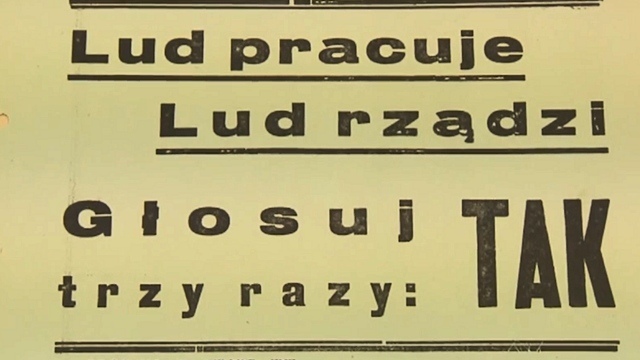 Lud pracuje
Lud rządzi
Głosuj
trzy razy: TAK